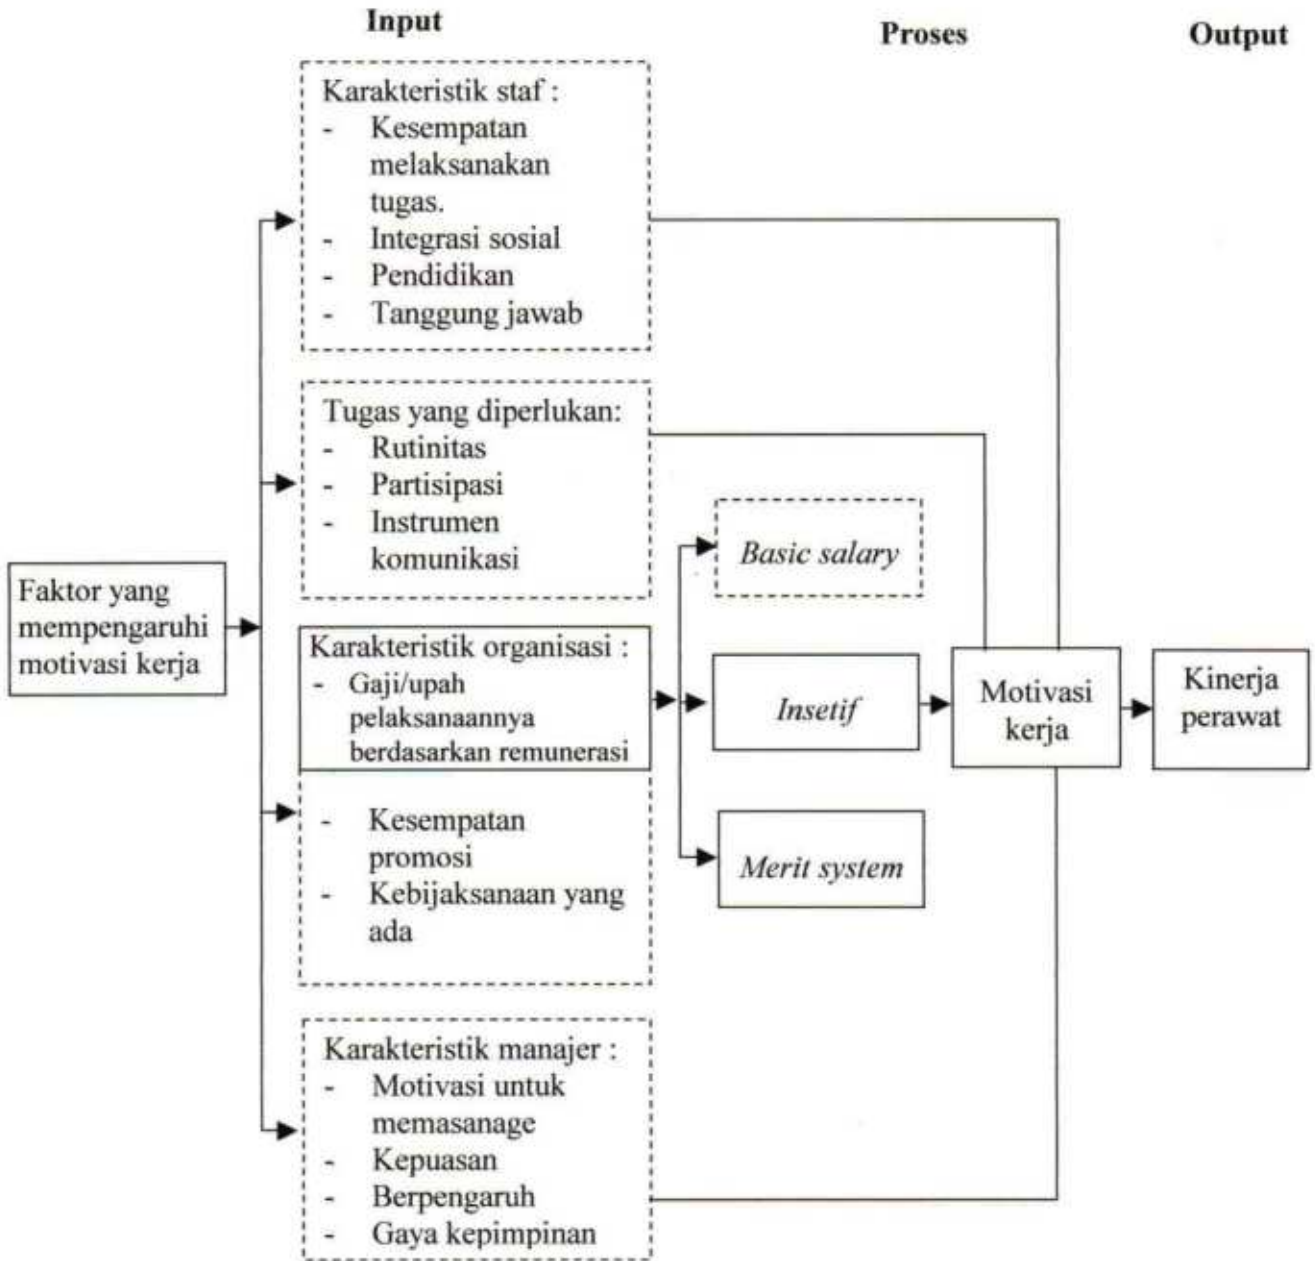 Input
Proses
Output
Karakteristik staf :
- Kesempatan
melaksanakan
tugas.
- Integrasi sosial
- Pendidikan
- Tanggung jawab
Tugas yang diperlukan:
- Rutinitas
- Partisipasi
- Instrumen
komunikasi
Faktor yang
mempengaruhi
motivasi kerja
Karakteristik organisasi :
- Gaji/upah
pelaksanaannya
berdasarkan remunerasi
- Kesempatan
promosi
- Kebijaksanaan yang
ada
Karakteristik manajer :
- Motivasi untuk
memasanage
- Kepuasan
- Berpengaruh
- Gaya kepimpinan
Basic salary
Insetif
Merit system
Motivasi
kerja
Kinerja
perawat